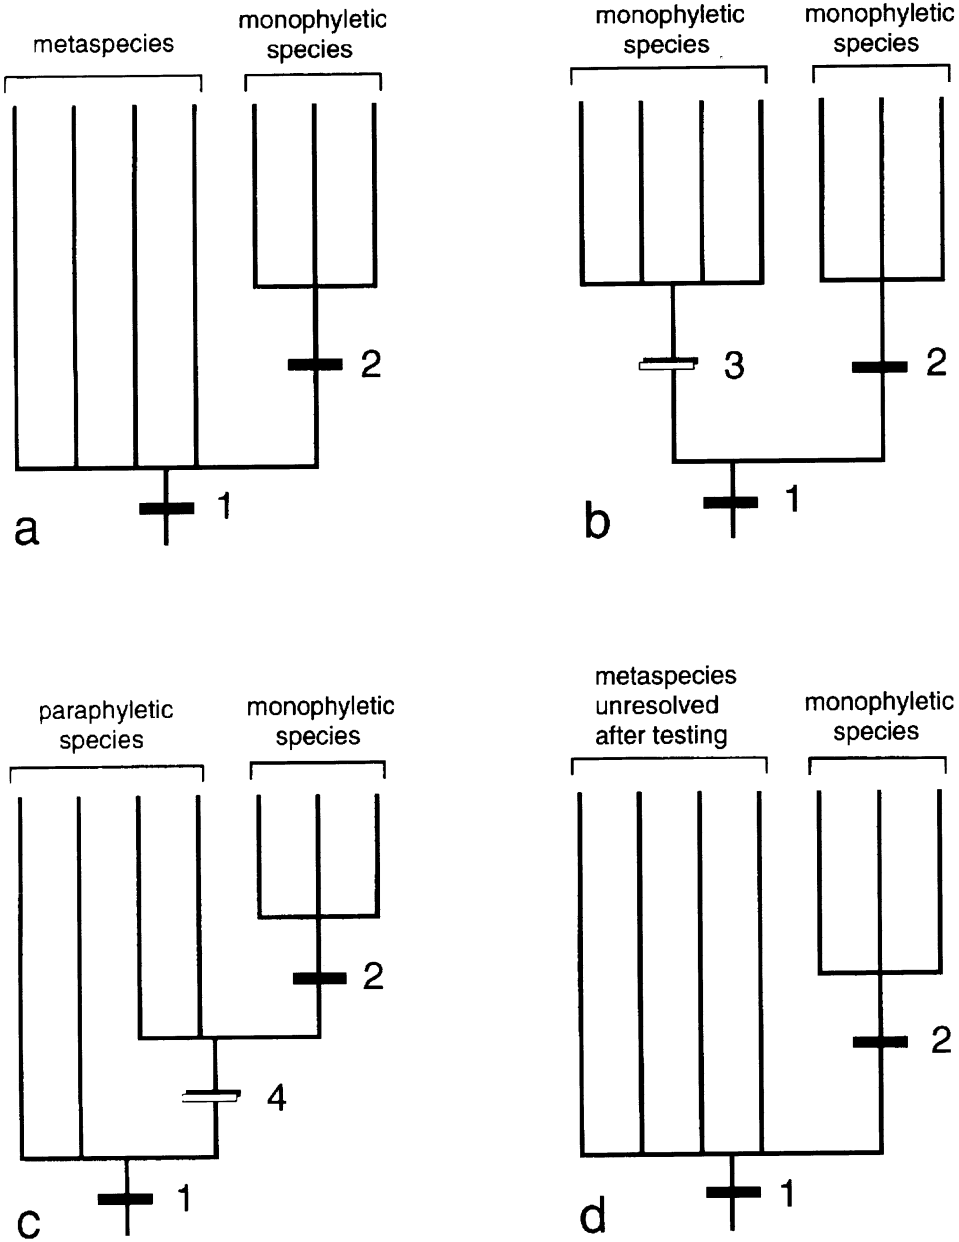 metaspecies
monophyletic
species
2
1
a
monophyletic
species
monophyletic
species
3
2
1
b
paraphyletic
species
monophyletic
species
2
4
1
c
metaspecies
unresolved
after testing
monophyletic
species
2
1
d